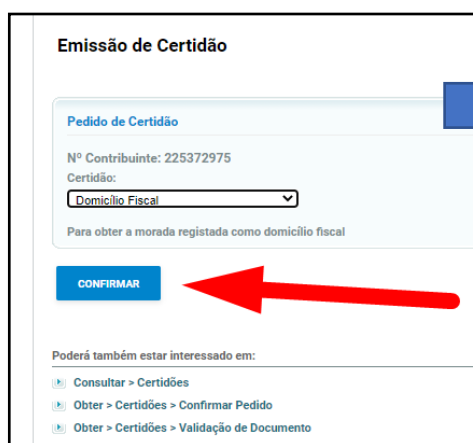 Emissão de Certidão
Pedido de Certidão
Nº Contribuinte: 225372975
Certidão:
Domicílio Fiscal
Para obter a morada registada como domicílio fiscal
CONFIRMAR
Poderá também estar interessado em:
Consultar > Certidões
Obter > Certidões > Confirmar Pedido
Obter > Certidões > Validação de Documento